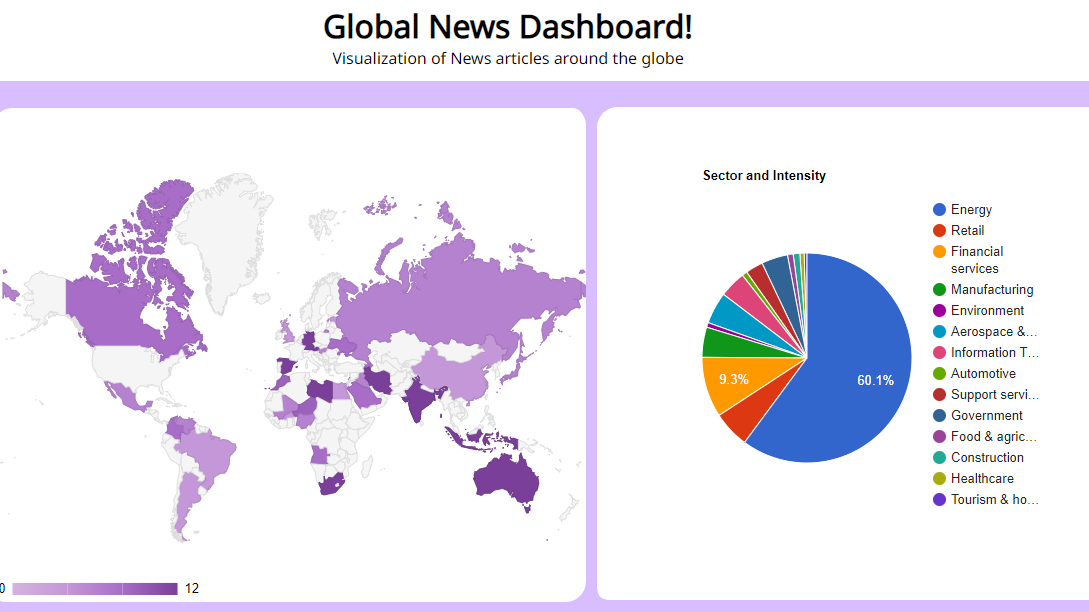 Global News Dashboard!
Visualization of News articles around the globe
0
12
Sector and Intensity
60.1%
9.3%
Energy
Retail
Financial
services
Manufacturing
Environment
Aerospace &...
Information T...
Automotive
Support servi...
Government
Food & agric...
Construction
Healthcare
Tourism & ho...